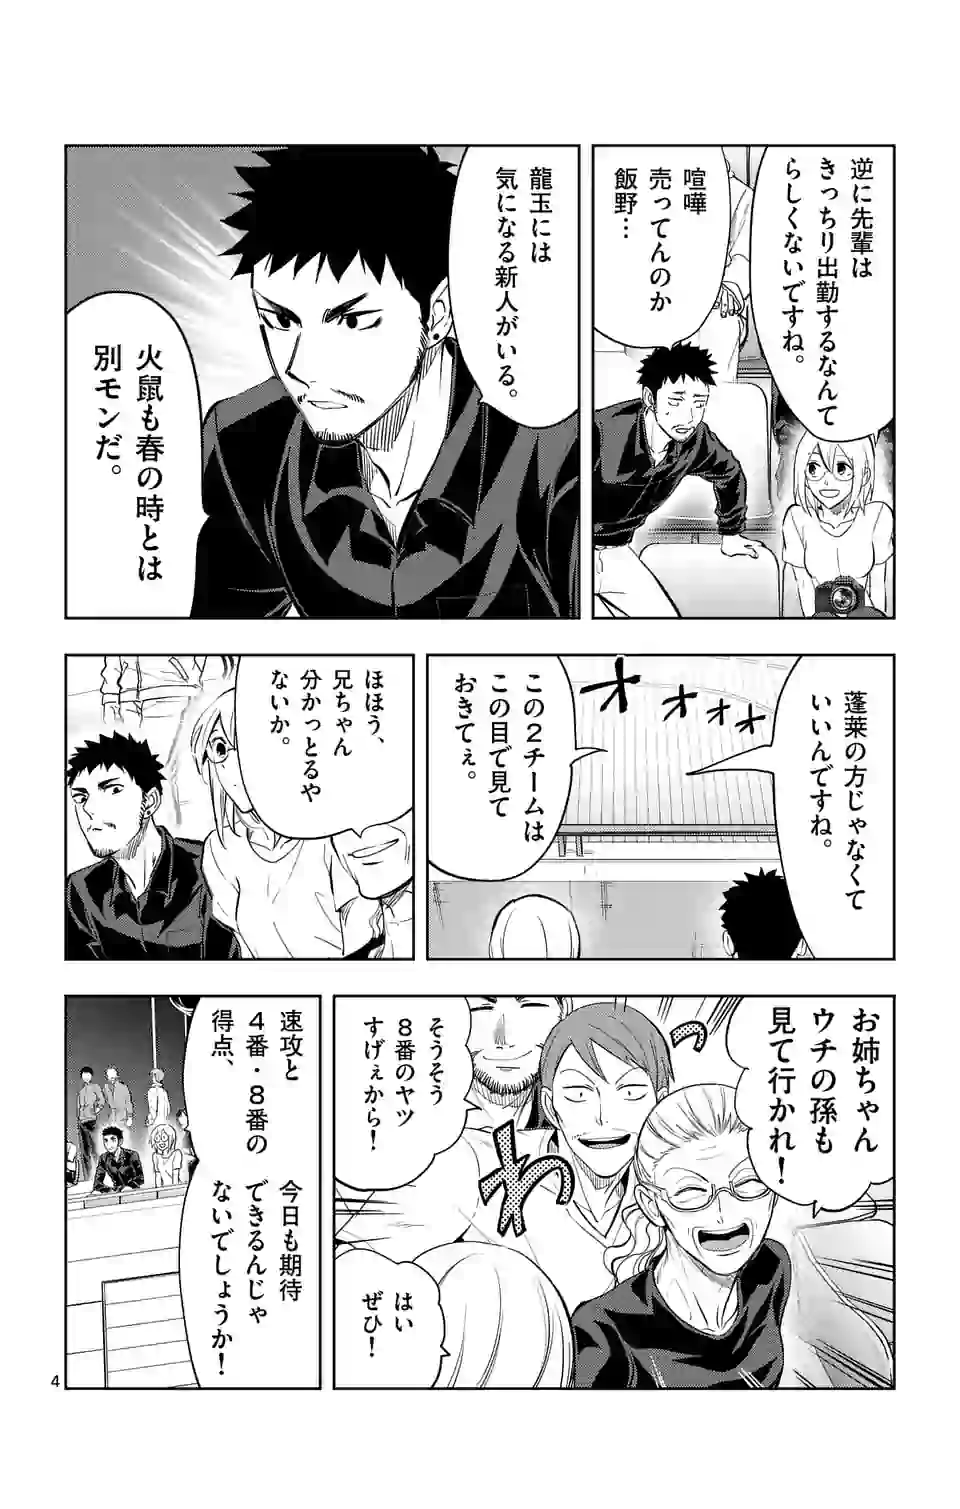 逆に先輩は
きっちり出勤するなんて
らしくないですね。
喧嘩
売ってんのか
飯野…
龍玉には
気になる新人がいる。
火鼠も春の時とは
別モンだ。
蓬莱の方じゃなくて
いいんですね。
オオオオ
この2チームは
この目で見て
おきてぇ。
ほほう、
兄ちゃん
分かっとるや
ないか。
お姉ちゃん
ウチの孫も
見て行かれ!
わっ
そうそう
8番のヤツ
すげぇから!
はい
ぜひ!
速攻と
4番・8番の
得点、
今日も期待
できるんじゃ
ないでしょうか!
4